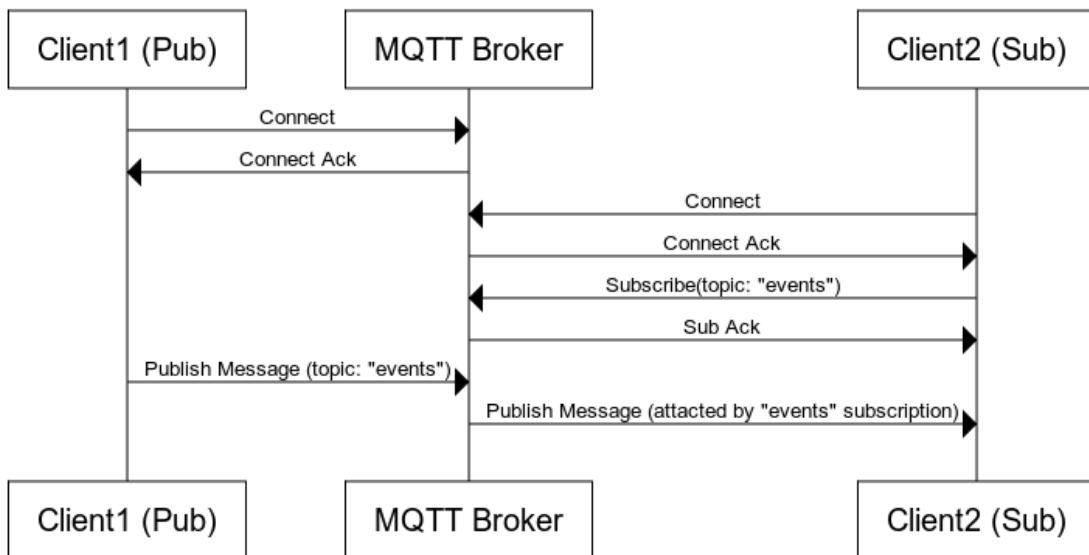 Client1 (Pub)
MQTT Broker
Client2 (Sub)
Connect
Connect Ack
Connect
Connect Ack
Subscribe(topic: "events")
Sub Ack
Publish Message (topic: "events")
Publish Message (attacted by "events" subscription)
Client1 (Pub)
MQTT Broker
Client2 (Sub)